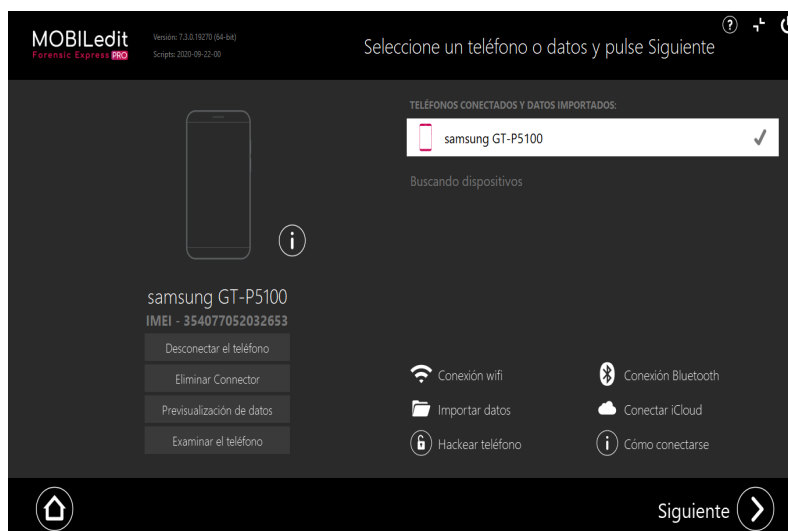 MOBILedit
Forensic Express PRO
Versión: 7.3.0.19270 (64-bit)
Scripts: 2020-09-22-00
Seleccione un teléfono o datos y pulse Siguiente
TELÉFONOS CONECTADOS Y DATOS IMPORTADOS:
samsung GT-P5100
Buscando dispositivos
samsung GT-P5100
IMEI - 354077052032653
Desconectar el teléfono
Eliminar Connector
Previsualización de datos
Examinar el teléfono
Conexión wifi
Conexión Bluetooth
Importar datos
Conectar iCloud
Hackear teléfono
Cómo conectarse
Siguiente